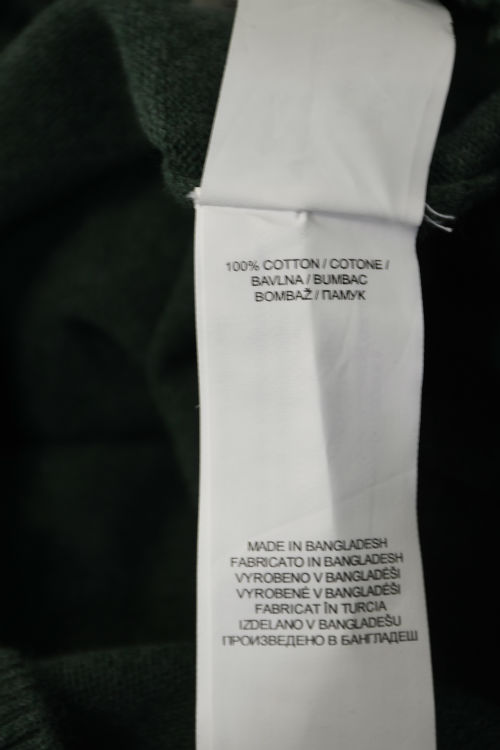 100% COTTON / COTONE /
BAVLNA / BUMBAC
BOMBAŽ / ПАМУК
MADE IN BANGLADESH
FABRICATO IN BANGLADESH
VYROBENO V BANGLADÉŠI
VYROBENÉ V BANGLADÉŠI
FABRICAT ÎN TURCIA
IZDELANO V BANGLADEŠU
ПРОИЗВЕДЕНО В БАНГЛАДЕШ